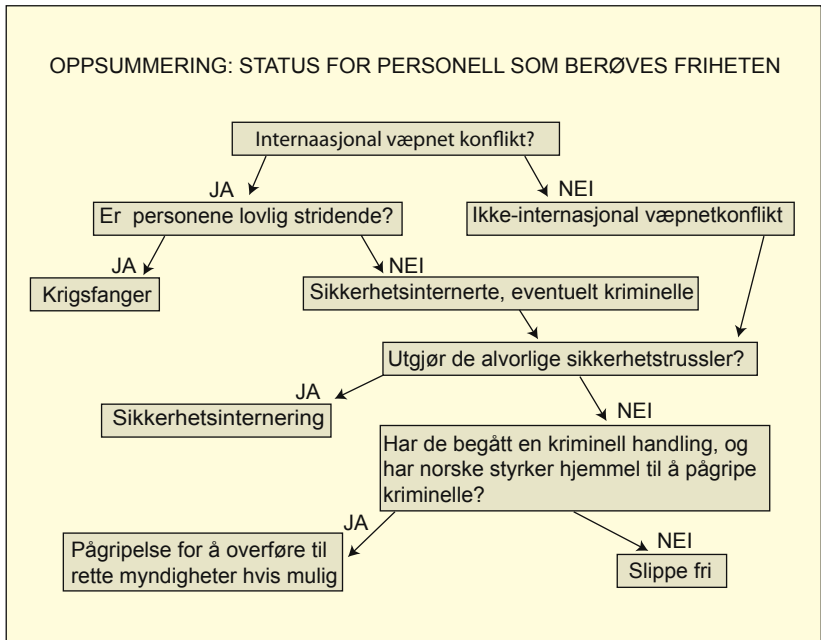 OPPSUMMERING: STATUS FOR PERSONELL SOM BERØVES FRIHETEN
Internaasjonal væpnet konflikt?
JA
NEI
Er personene lovlig stridende?
Ikke-internasjonal væpnetkonflikt
JA
NEI
Krigsfanger
Sikkerhetsinternerte, eventuelt kriminelle
Utgjør de alvorlige sikkerhetstrussler?
JA
NEI
Sikkerhetsinternering
Har de begått en kriminell handling, og
har norske styrker hjemmel til å pågripe
kriminelle?
JA
NEI
Pågripelse for å overføre til
rette myndigheter hvis mulig
Slippe fri